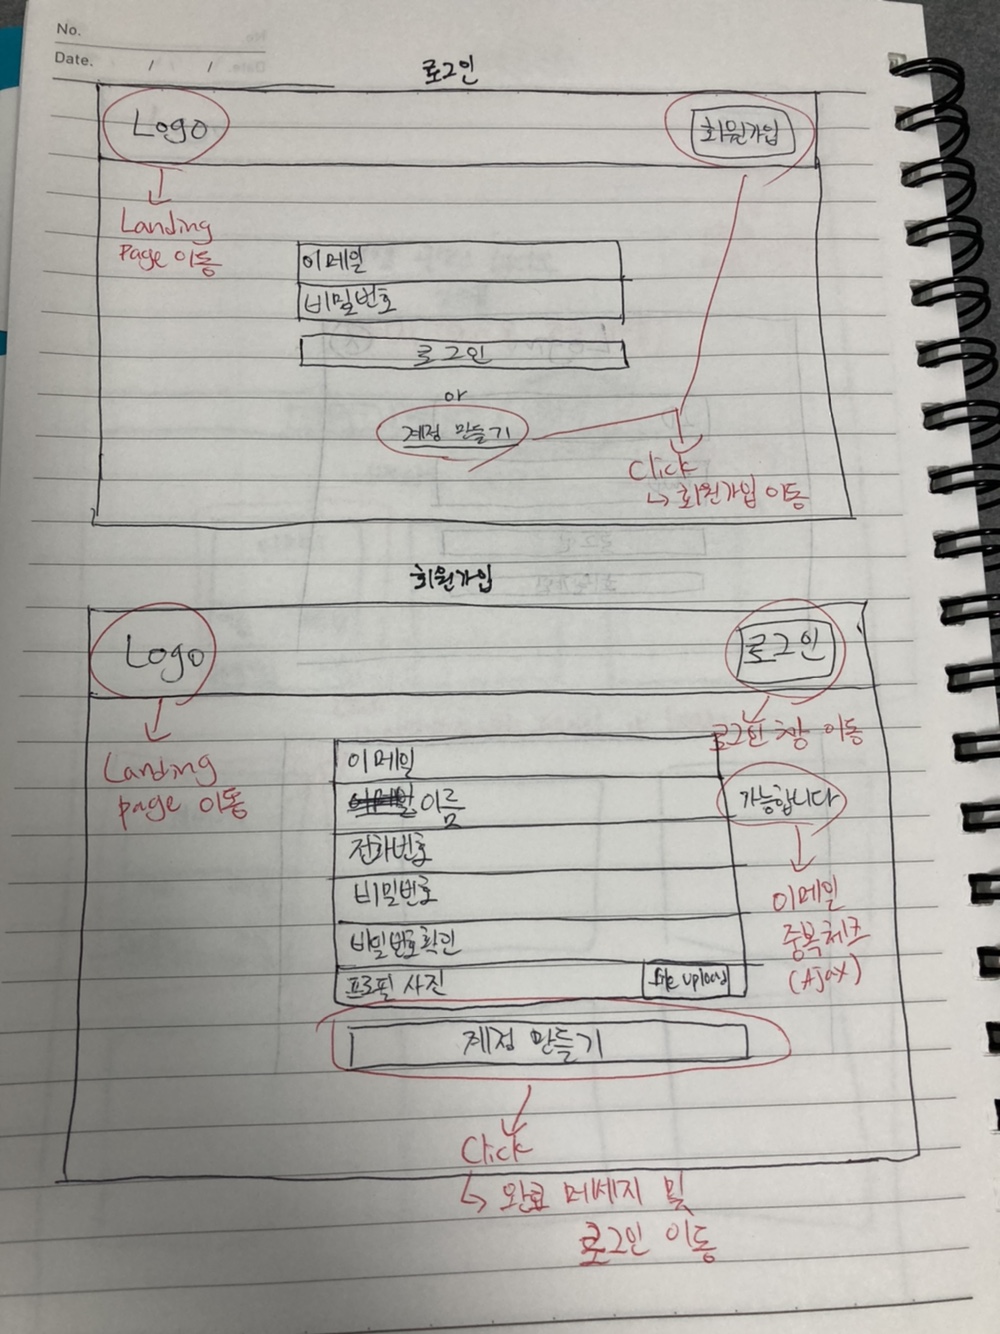 No.
Date. / /
로그인
Logo
회원가입
Landing
Page 이동
이메일
비밀번호
로그인
or
계정 만들기
Click
↳ 회원가입 이동
회원가입
Logo
로그인
로그인 창 이동
Landing
page 이동
이메일
이름
가능합니다
전화번호
비밀번호
이메일
중복체크
(Ajax)
비밀번호확인
프로필 사진
file upload
계정 만들기
Click
↳ 완료 메세지 및
로그인 이동